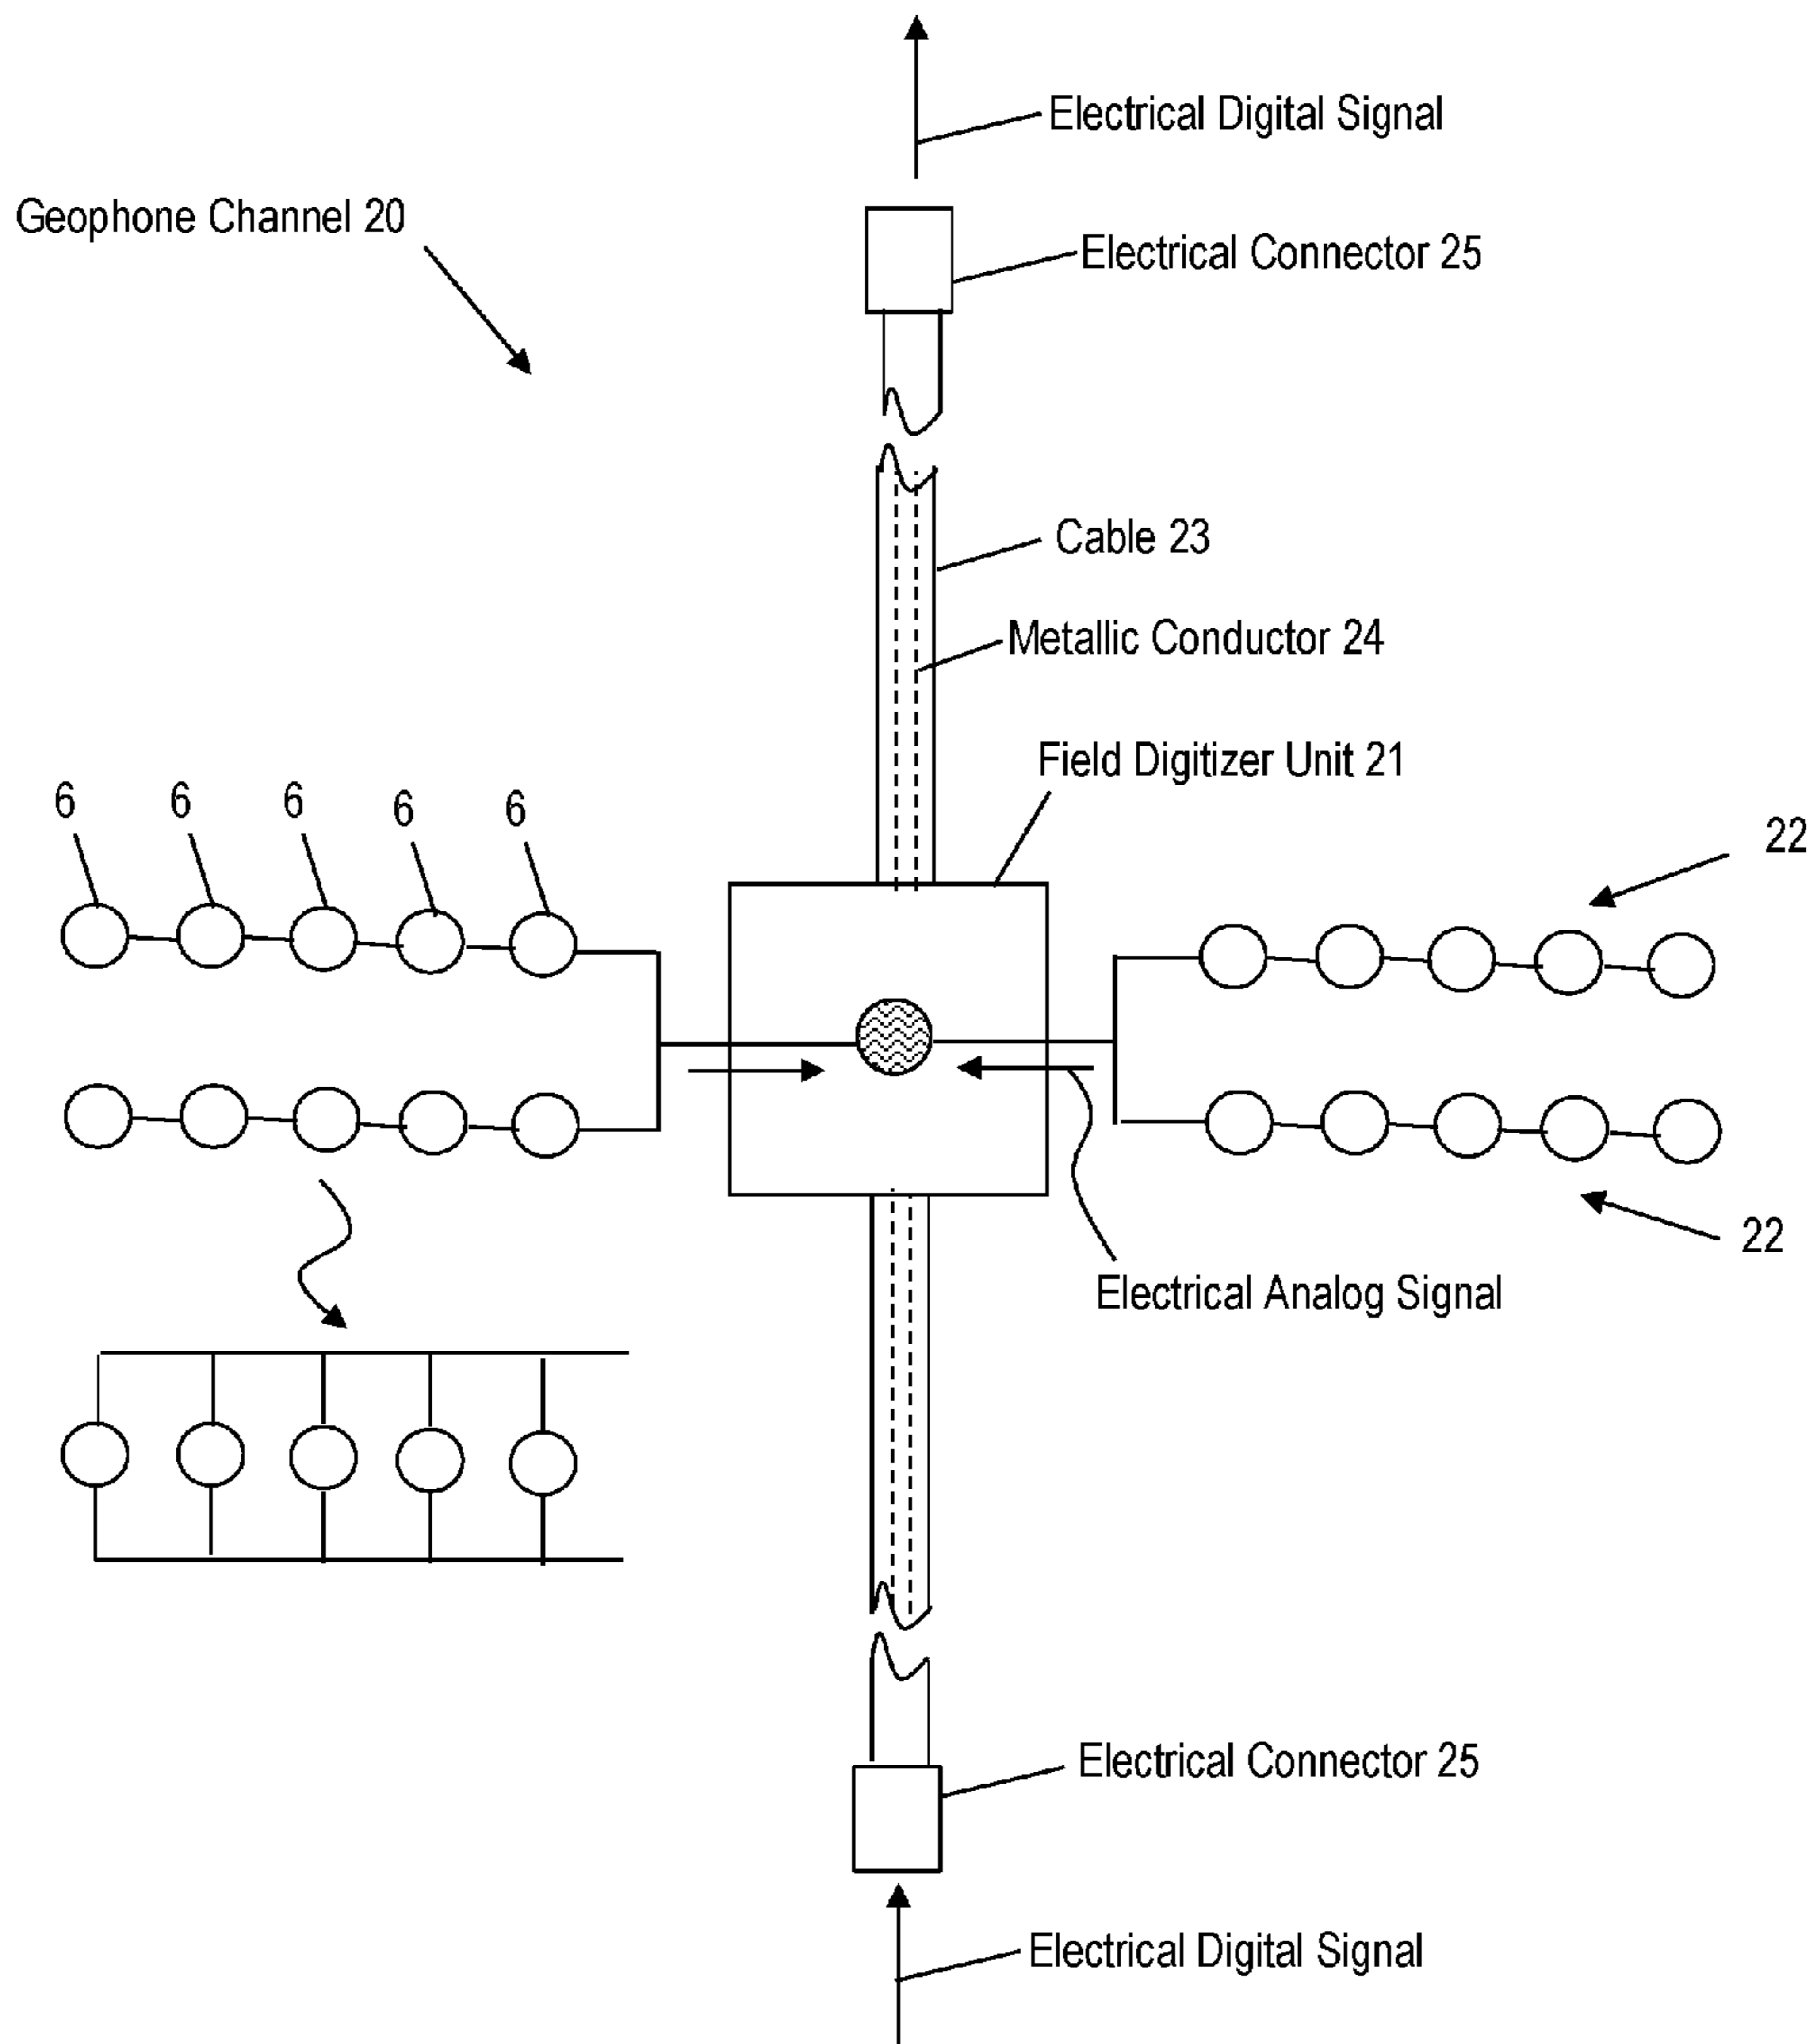 Electrical Digital Signal
Geophone Channel 20
Electrical Connector 25
Cable 23
Metallic Conductor 24
Field Digitizer Unit 21
6 6 6 6 6
22
22
Electrical Analog Signal
Electrical Connector 25
Electrical Digital Signal